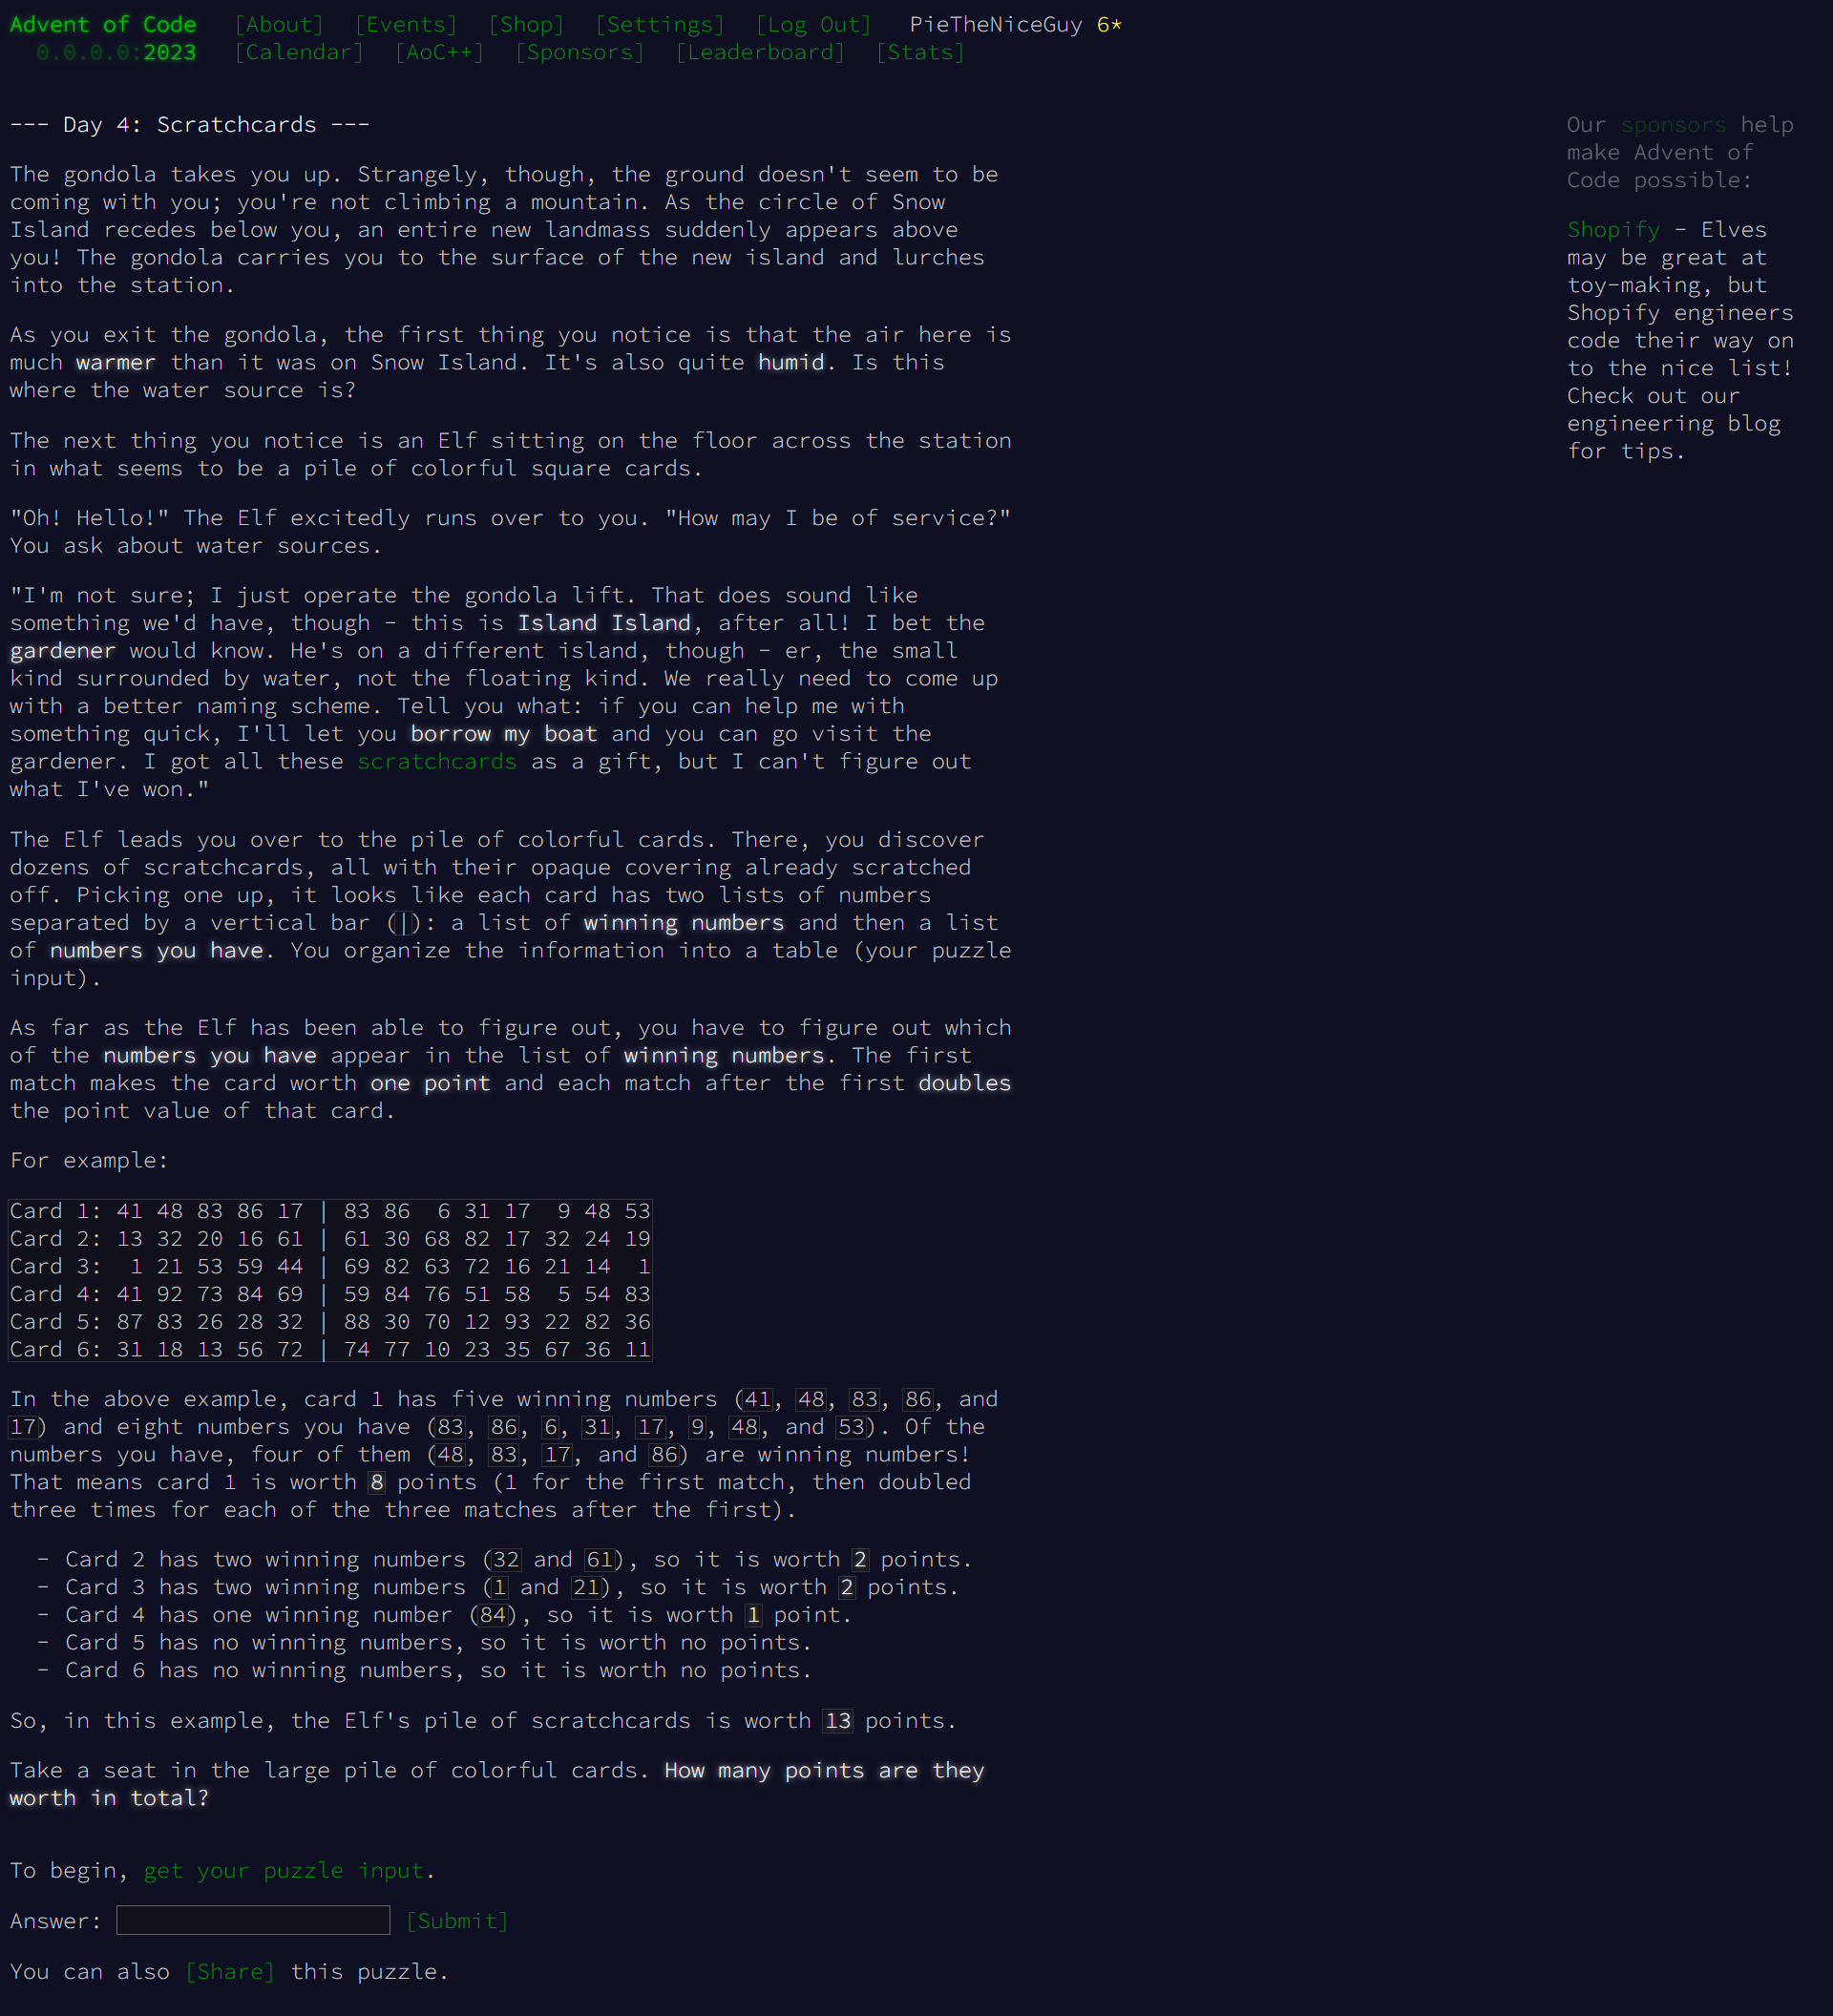 Advent of Code [About] [Events] [Shop] [Settings] [Log Out] PieTheNiceGuy 6*
0.0.0.0:2023 [Calendar] [AoC++] [Sponsors] [Leaderboard] [Stats]
--- Day 4: Scratchcards ---
The gondola takes you up. Strangely, though, the ground doesn't seem to be
coming with you; you're not climbing a mountain. As the circle of Snow
Island recedes below you, an entire new landmass suddenly appears above
you! The gondola carries you to the surface of the new island and lurches
into the station.
As you exit the gondola, the first thing you notice is that the air here is
much warmer than it was on Snow Island. It's also quite humid. Is this
where the water source is?
The next thing you notice is an Elf sitting on the floor across the station
in what seems to be a pile of colorful square cards.
"Oh! Hello!" The Elf excitedly runs over to you. "How may I be of service?"
You ask about water sources.
"I'm not sure; I just operate the gondola lift. That does sound like
something we'd have, though - this is Island Island, after all! I bet the
gardener would know. He's on a different island, though - er, the small
kind surrounded by water, not the floating kind. We really need to come up
with a better naming scheme. Tell you what: if you can help me with
something quick, I'll let you borrow my boat and you can go visit the
gardener. I got all these scratchcards as a gift, but I can't figure out
what I've won."
The Elf leads you over to the pile of colorful cards. There, you discover
dozens of scratchcards, all with their opaque covering already scratched
off. Picking one up, it looks like each card has two lists of numbers
separated by a vertical bar (|): a list of winning numbers and then a list
of numbers you have. You organize the information into a table (your puzzle
input).
As far as the Elf has been able to figure out, you have to figure out which
of the numbers you have appear in the list of winning numbers. The first
match makes the card worth one point and each match after the first doubles
the point value of that card.
For example:
Card 1: 41 48 83 86 17 | 83 86  6 31 17  9 48 53
Card 2: 13 32 20 16 61 | 61 30 68 82 17 32 24 19
Card 3:  1 21 53 59 44 | 69 82 63 72 16 21 14  1
Card 4: 41 92 73 84 69 | 59 84 76 51 58  5 54 83
Card 5: 87 83 26 28 32 | 88 30 70 12 93 22 82 36
Card 6: 31 18 13 56 72 | 74 77 10 23 35 67 36 11
In the above example, card 1 has five winning numbers (41, 48, 83, 86, and
17) and eight numbers you have (83, 86, 6, 31, 17, 9, 48, and 53). Of the
numbers you have, four of them (48, 83, 17, and 86) are winning numbers!
That means card 1 is worth 8 points (1 for the first match, then doubled
three times for each of the three matches after the first).
- Card 2 has two winning numbers (32 and 61), so it is worth 2 points.
- Card 3 has two winning numbers (1 and 21), so it is worth 2 points.
- Card 4 has one winning number (84), so it is worth 1 point.
- Card 5 has no winning numbers, so it is worth no points.
- Card 6 has no winning numbers, so it is worth no points.
So, in this example, the Elf's pile of scratchcards is worth 13 points.
Take a seat in the large pile of colorful cards. How many points are they
worth in total?
To begin, get your puzzle input.
Answer: [Submit]
You can also [Share] this puzzle.
Our sponsors help
make Advent of
Code possible:
Shopify - Elves
may be great at
toy-making, but
Shopify engineers
code their way on
to the nice list!
Check out our
engineering blog
for tips.